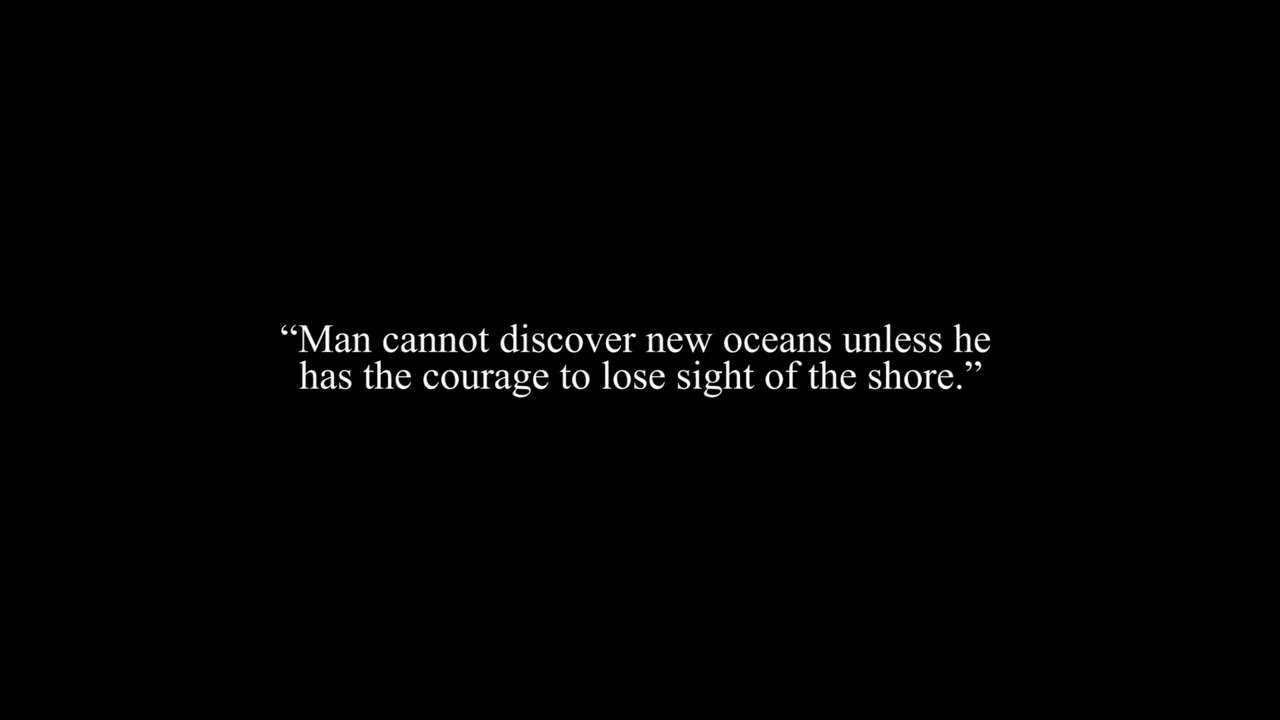 “Man cannot discover new oceans unless he
has the courage to lose sight of the shore.”